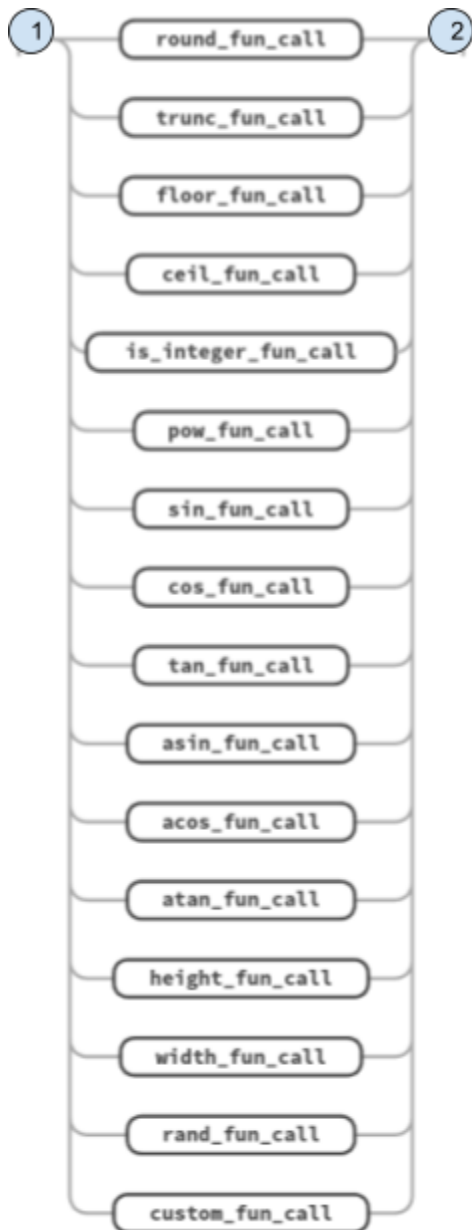 1 round_fun_call 2
trunc_fun_call
floor_fun_call
ceil_fun_call
is_integer_fun_call
pow_fun_call
sin_fun_call
cos_fun_call
tan_fun_call
asin_fun_call
acos_fun_call
atan_fun_call
height_fun_call
width_fun_call
rand_fun_call
custom_fun_call